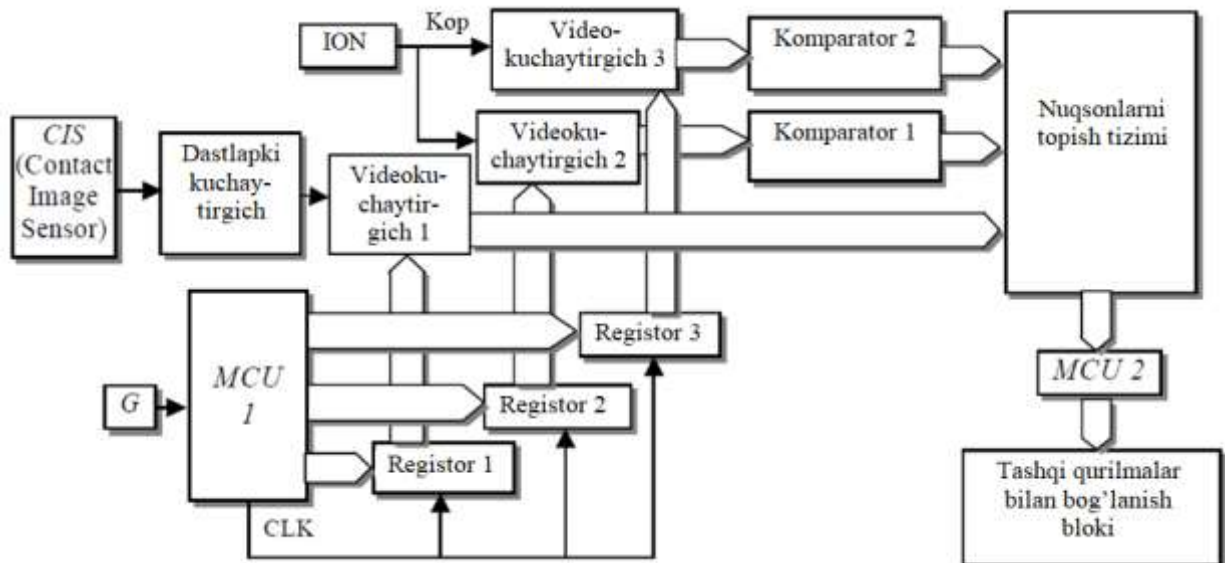 ION
Kop
Video-
kuchaytirgich 3
Komparator 2
Nuqsonlarni
topish tizimi
CIS
(Contact
Image
Sensor)
Dastlapki
kuchay-
tirgich
Videoku-
chaytir-
gich 1
Videoku-
chaytirgich 2
Komparator 1
MCU
1
G
Registor 3
Registor 2
Registor 1
CLK
MCU 2
Tashqi qurilmalar
bilan bog’lanish
bloki